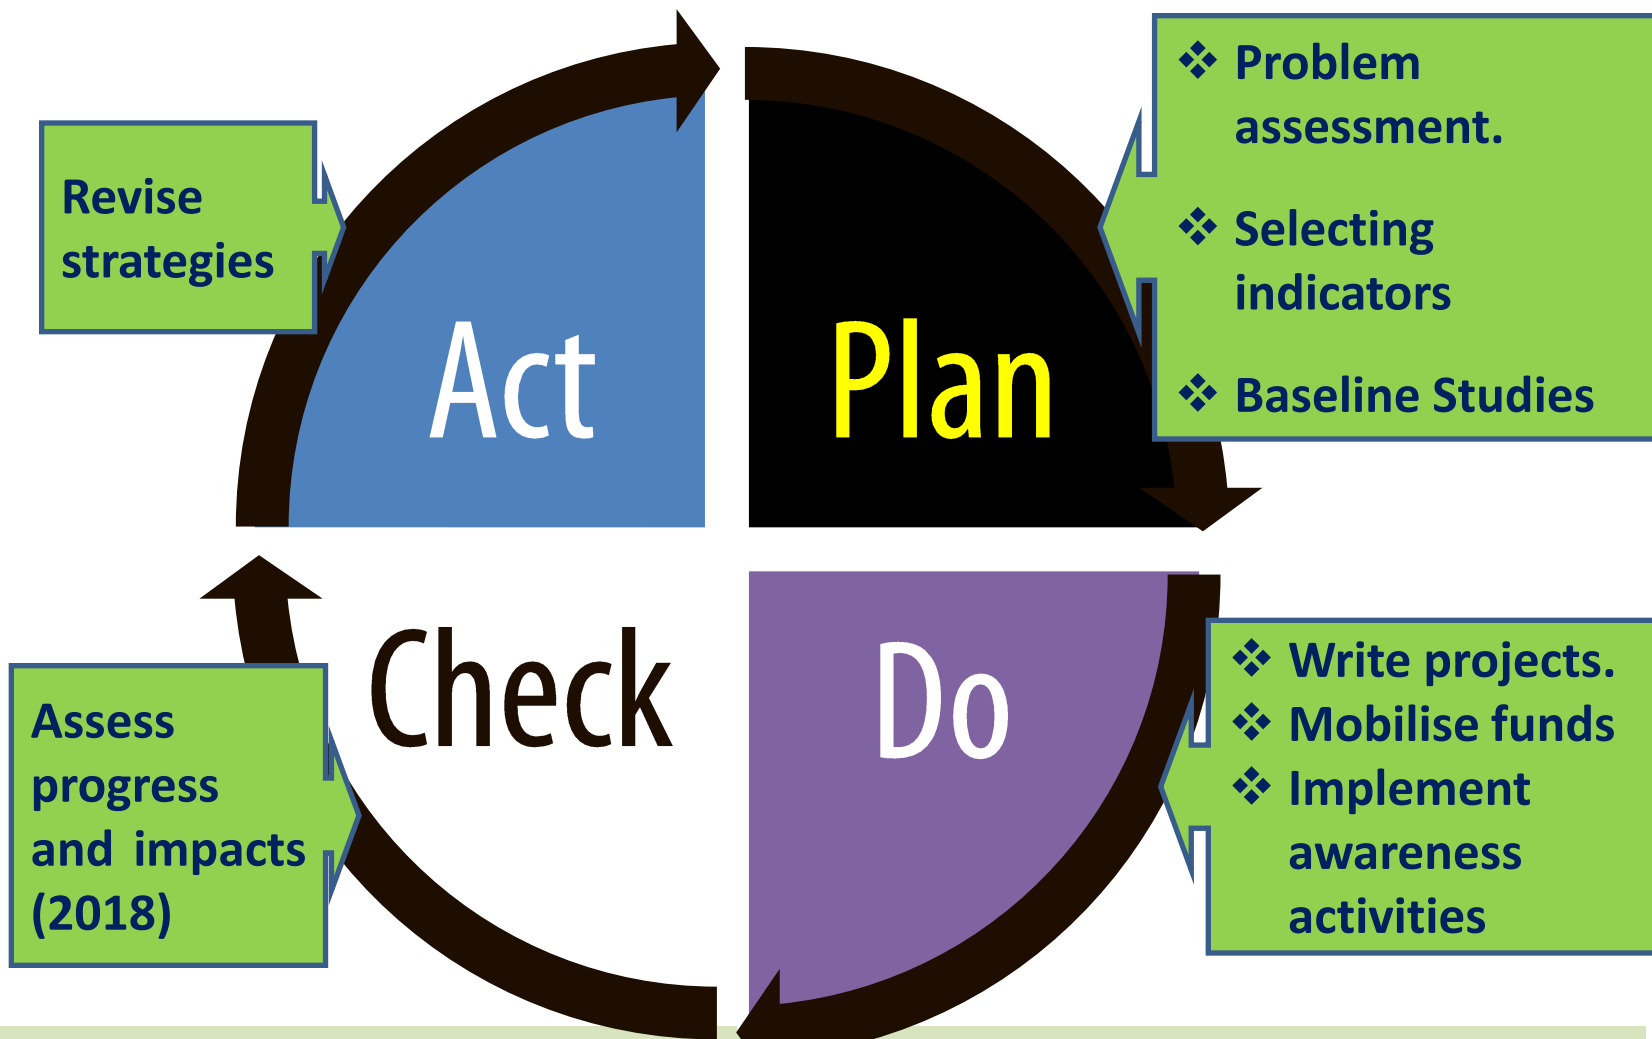 ❖ Problem
assessment.
❖ Selecting
indicators
❖ Baseline Studies
Revise
strategies
Act
Plan
Check
Do
❖ Write projects.
❖ Mobilise funds
❖ Implement
awareness
activities
Assess
progress
and impacts
(2018)